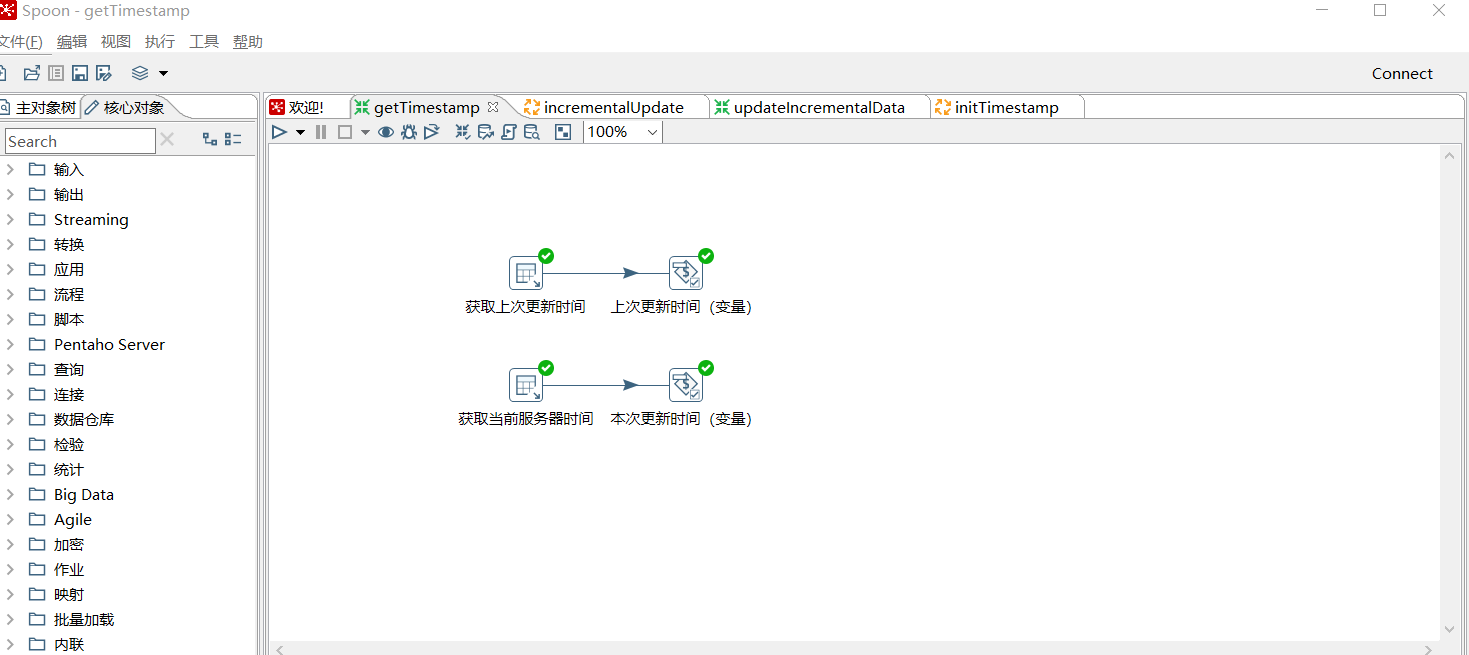 Spoon - getTimestamp
文件(F) 编辑 视图 执行 工具 帮助
Connect
主对象树 核心对象
欢迎! getTimestamp incrementalUpdate updateIncrementalData initTimestamp
Search
100%
输入
输出
Streaming
转换
应用
流程
脚本
Pentaho Server
查询
连接
数据仓库
检验
统计
Big Data
Agile
加密
作业
映射
批量加载
内联
获取上次更新时间 上次更新时间（变量）
获取当前服务器时间 本次更新时间（变量）